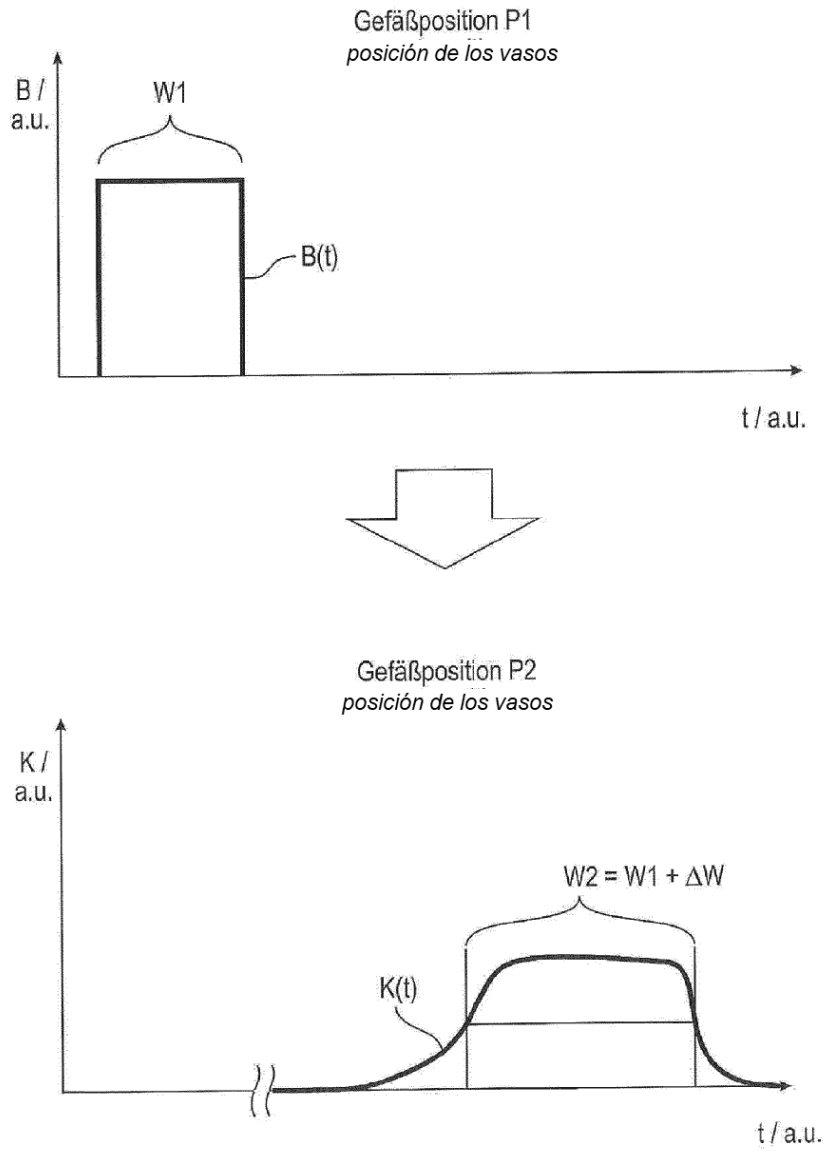 Gefäßposition P1
posición de los vasos
B /
a.u.
W1
B(t)
t / a.u.
Gefäßposition P2
posición de los vasos
K /
a.u.
W2 = W1 + ΔW
K(t)
t / a.u.